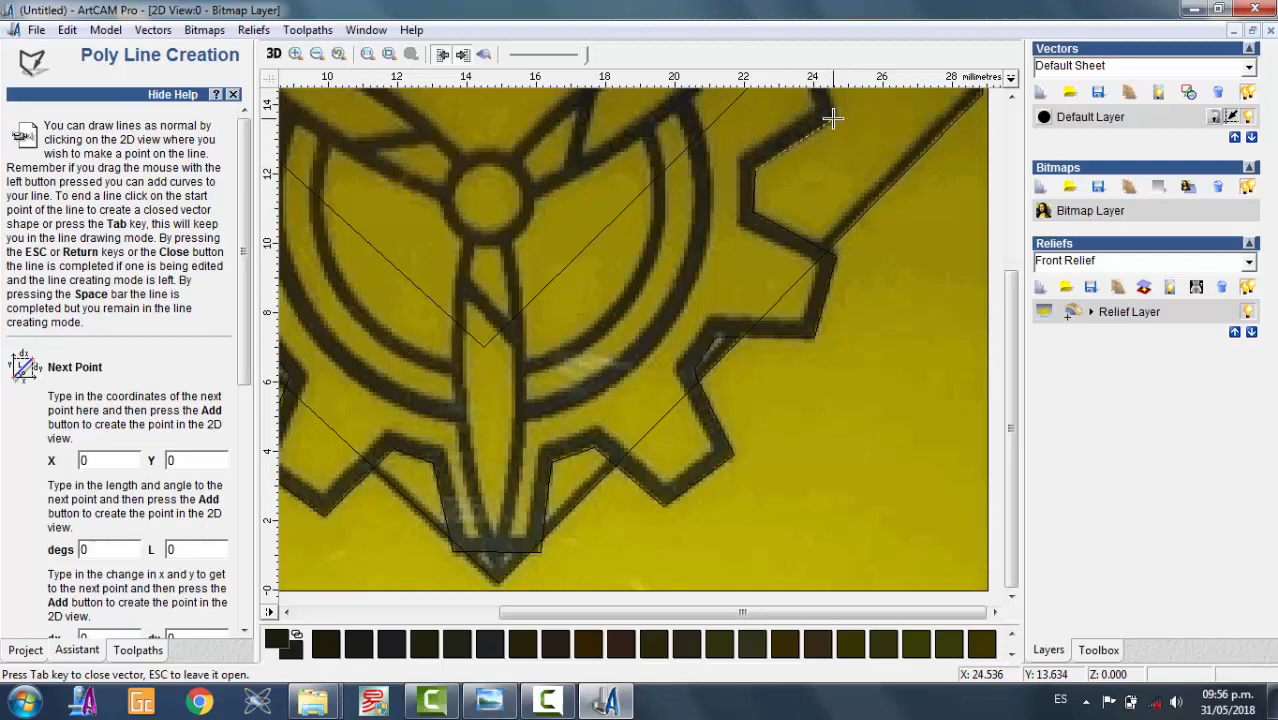 (Untitled) - ArtCAM Pro - [2D View:0 - Bitmap Layer]
File Edit Model Vectors Bitmaps Reliefs Toolpaths Window Help
Poly Line Creation
Hide Help ?
You can draw lines as normal by
clicking on the 2D view where you
wish to make a point on the line.
Remember if you drag the mouse with the
left button pressed you can add curves to
your line. To end a line click on the start
point of the line to create a closed vector
shape or press the Tab key, this will keep
you in the line drawing mode. By pressing
the ESC or Return keys or the Close button
the line is completed if one is being edited
and the line creating mode is left. By
pressing the Space bar the line is
completed but you remain in the line
creating mode.
Next Point
Type in the coordinates of the next
point here and then press the Add
button to create the point in the 2D
view.
X 0 Y 0
Type in the length and angle to the
next point and then press the Add
button to create the point in the 2D
view.
degs 0 L 0
Type in the change in x and y to get
to the next point and then press the
Add button to create the point in the
2D view.
Project Assistant Toolpaths
3D
10 12 14 16 18 20 22 24 26 28 milimetres
14
12
10
8
6
4
2
0
Vectors
Default Sheet
Default Layer
Bitmaps
Bitmap Layer
Reliefs
Front Relief
Relief Layer
Layers Toolbox
Press Tab key to close vector, ESC to leave it open.
X: 24.536 Y: 13.634 Z: 0.000
ES
09:56 p.m.
31/05/2018